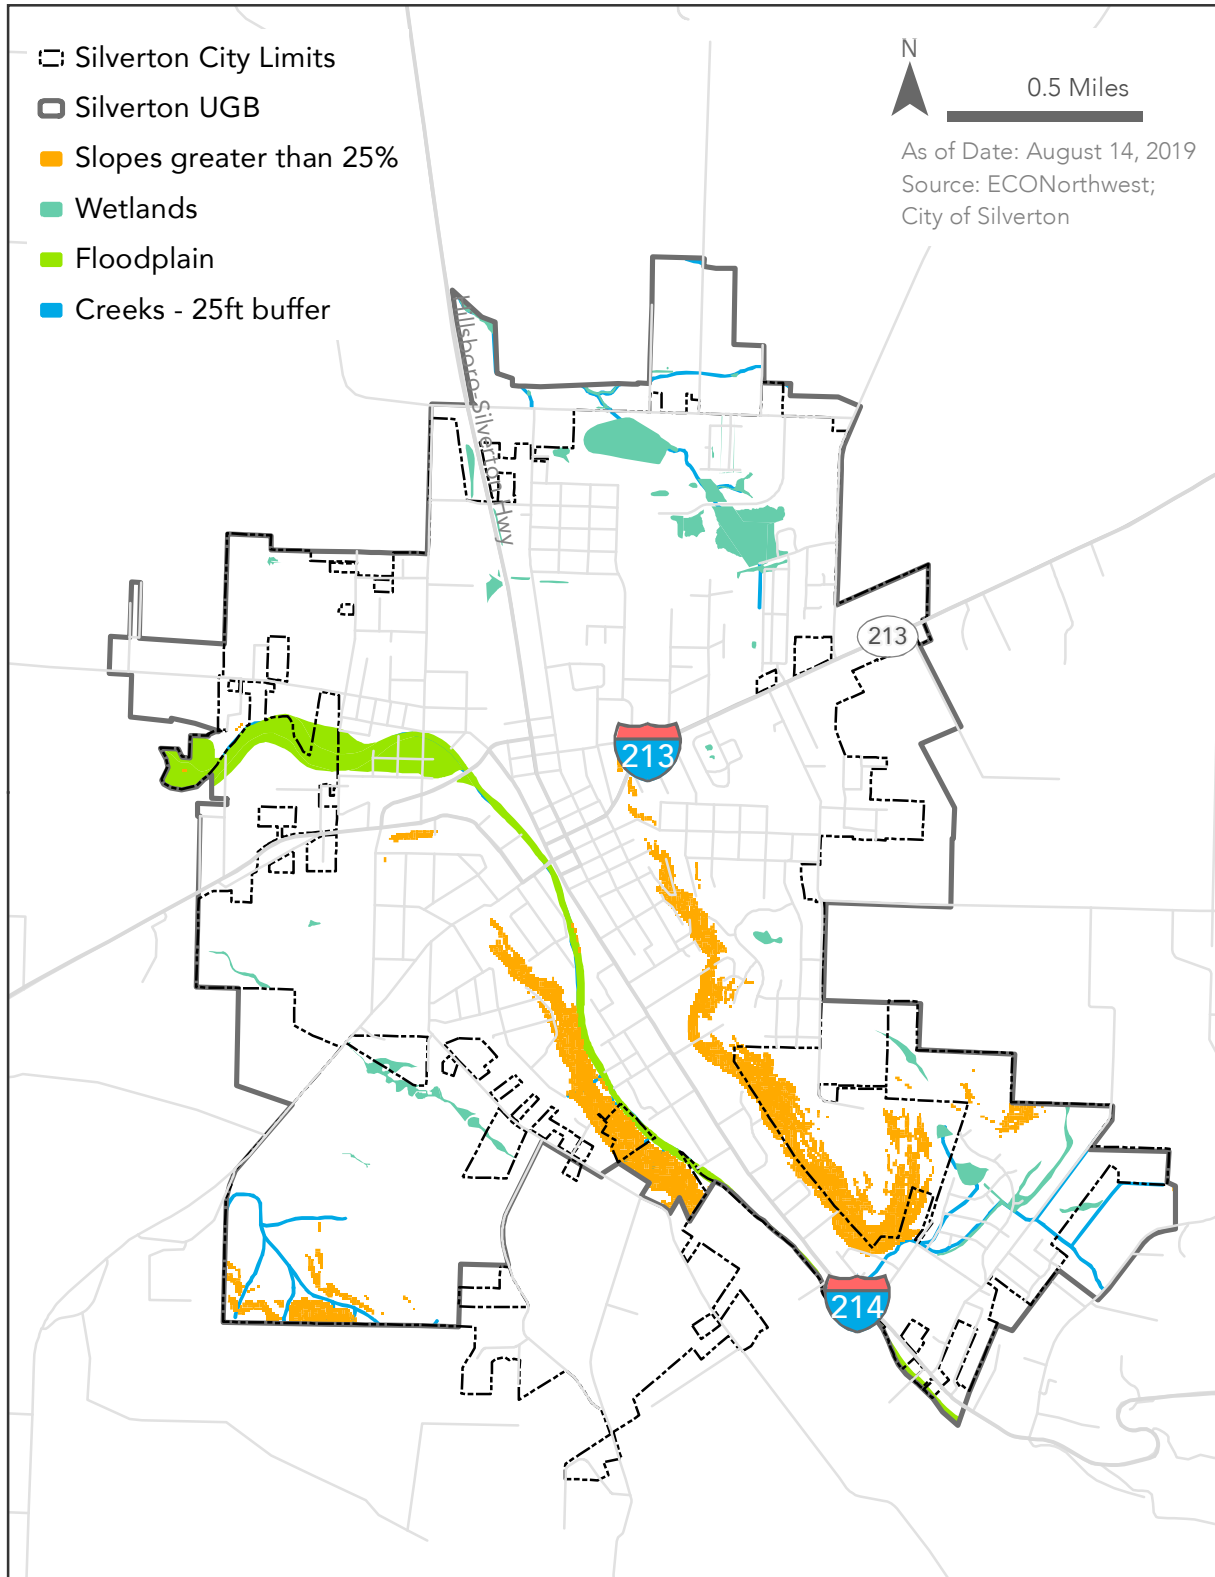 Silverton City Limits
Silverton UGB
Slopes greater than 25%
Wetlands
Floodplain
Creeks - 25ft buffer
N
0.5 Miles
As of Date: August 14, 2019
Source: ECONorthwest;
City of Silverton
Hillsboro-Silverton Hwy
213
213
214